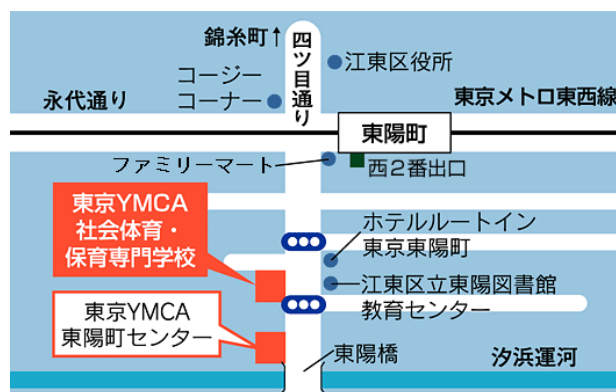 錦糸町↑
四ツ目通り
江東区役所
コージー
コーナー
永代通り
東京メトロ東西線
東陽町
ファミリーマート
西2番出口
東京YMCA
社会体育・
保育専門学校
ホテルルートイン
東京東陽町
江東区立東陽図書館
教育センター
東京YMCA
東陽町センター
東陽橋
汐浜運河